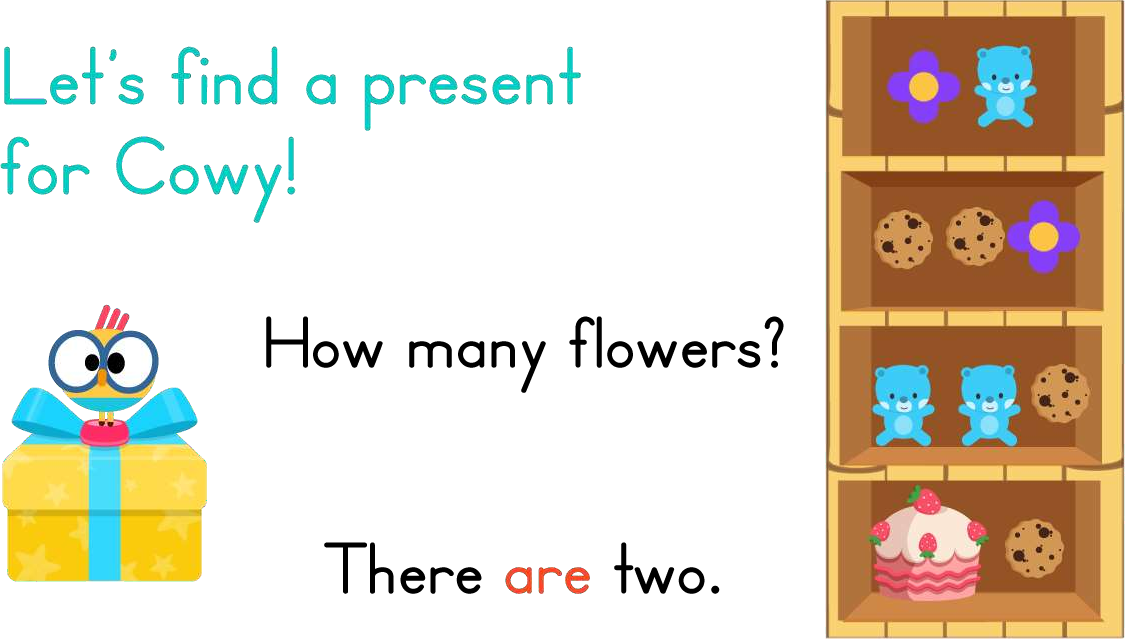 Let's find a present
for Cowy!
How many flowers?
There are two.